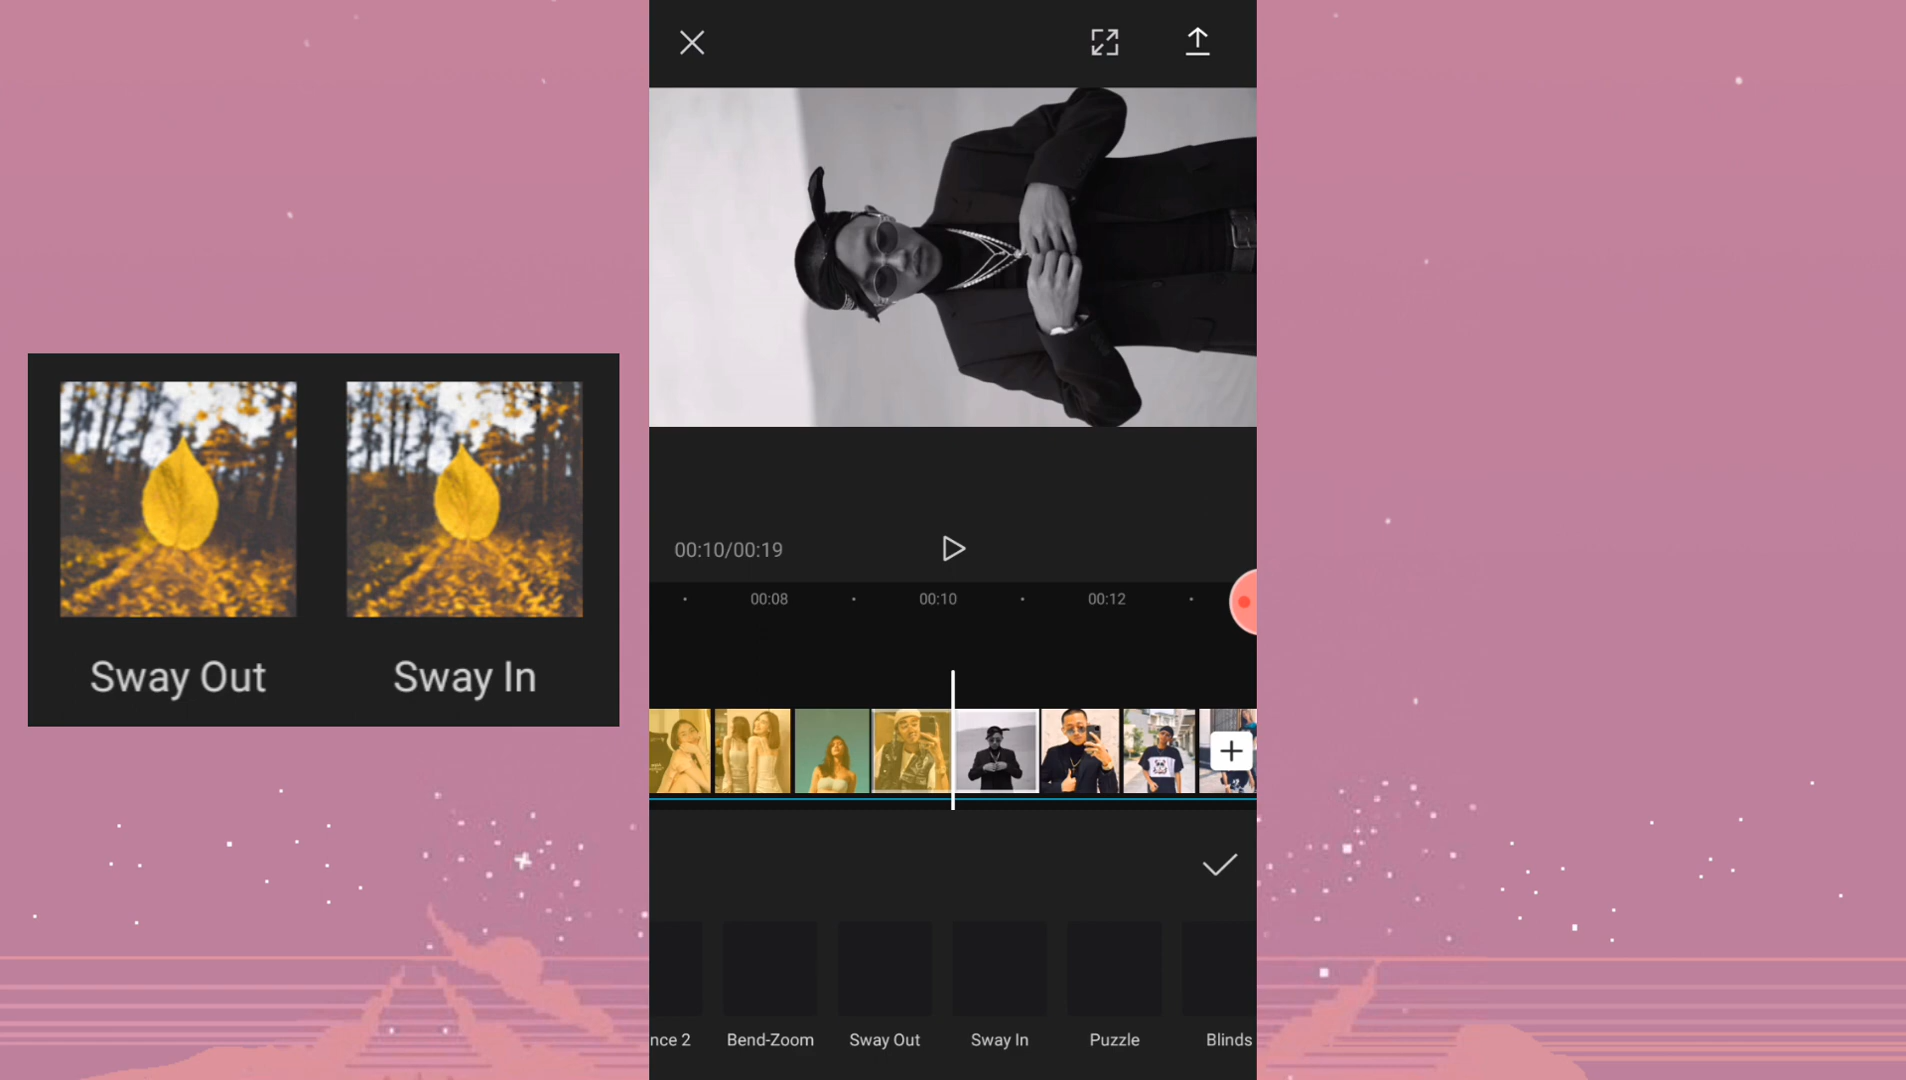 Sway Out
Sway In
00:10/00:19
00:08
00:10
00:12
nce 2
Bend-Zoom
Sway Out
Sway In
Puzzle
Blinds